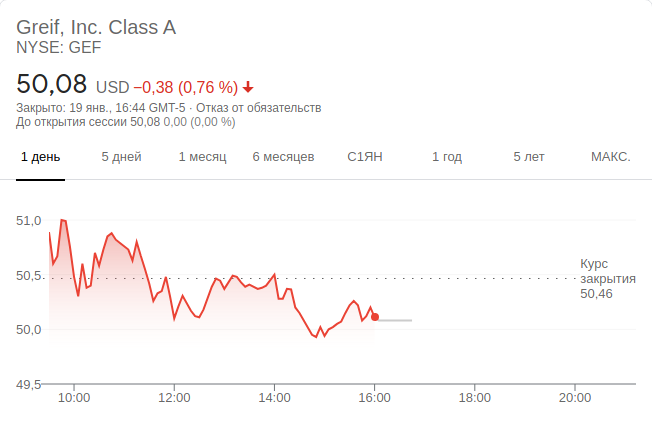 Greif, Inc. Class A
NYSE: GEF
50,08 USD −0,38 (0,76 %)
Закрыто: 19 янв., 16:44 GMT-5 · Отказ от обязательств
До открытия сессии 50,08 0,00 (0,00 %)
1 день 5 дней 1 месяц 6 месяцев С1ЯН 1 год 5 лет МАКС.
51,0
50,5
50,0
49,5
Курс
закрытия
50,46
10:00 12:00 14:00 16:00 18:00 20:00